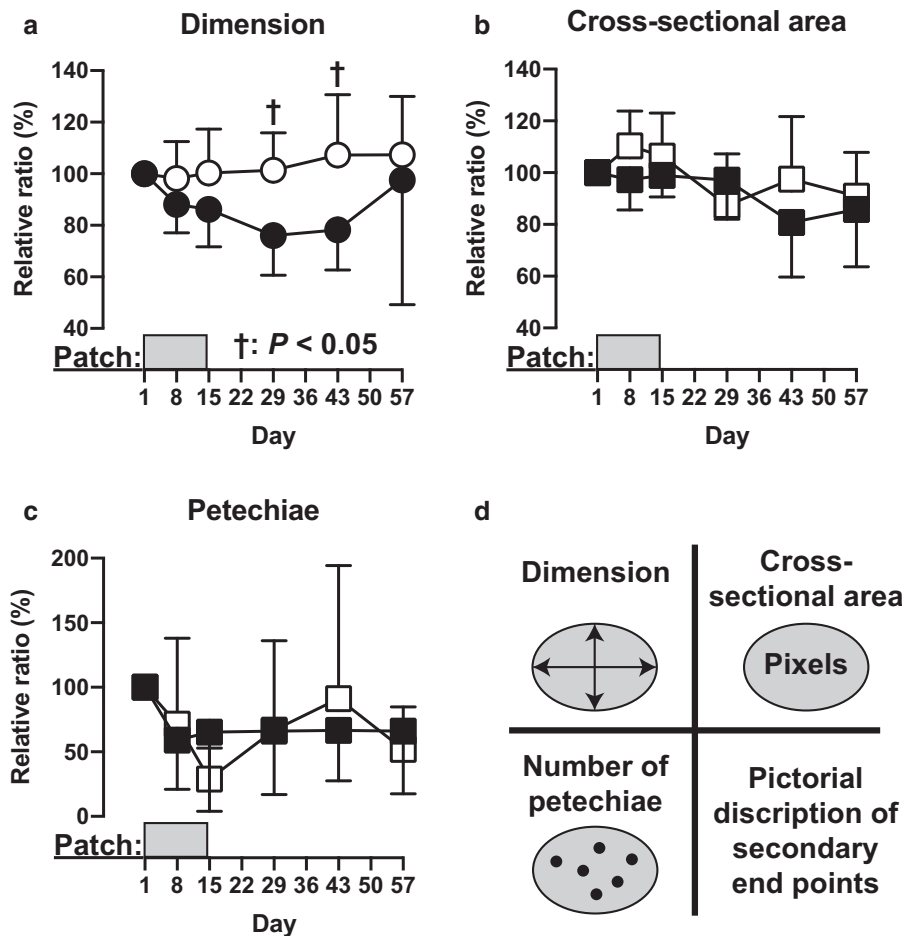 a
Dimension
Relative ratio (%)
140
120
100
80
60
40
†
†
†: P < 0.05
Patch:
1 8 15 22 29 36 43 50 57
Day
b
Cross-sectional area
Relative ratio (%)
140
120
100
80
60
40
Patch:
1 8 15 22 29 36 43 50 57
Day
c
Petechiae
Relative ratio (%)
200
150
100
50
0
Patch:
1 8 15 22 29 36 43 50 57
Day
d
Dimension
Cross-
sectional area
Pixels
Number of
petechiae
Pictorial
discription of
secondary
end points